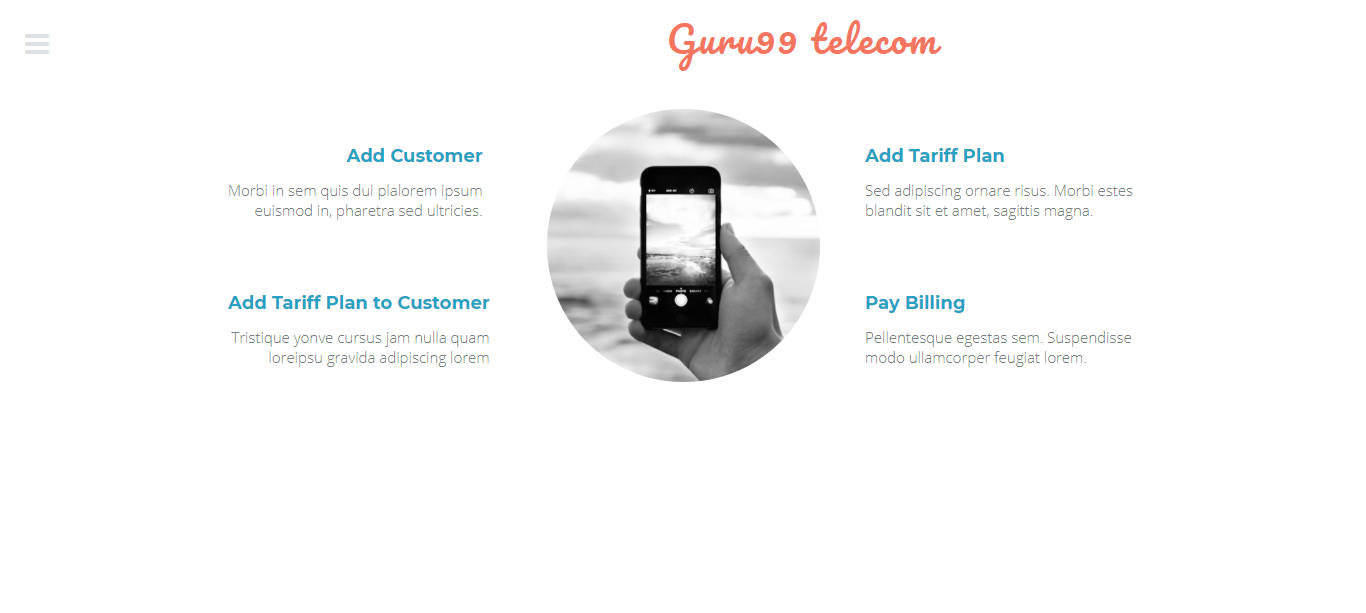 Guru99 telecom
Add Customer
Morbi in sem quis dui plalorem ipsum
euismod in, pharetra sed ultricies.
Add Tariff Plan
Sed adipiscing ornare risus. Morbi estes
blandit sit et amet, sagittis magna.
Add Tariff Plan to Customer
Tristique yonve cursus jam nulla quam
loreipsu gravida adipiscing lorem
Pay Billing
Pellentesque egestas sem. Suspendisse
modo ullamcorper feugiat lorem.